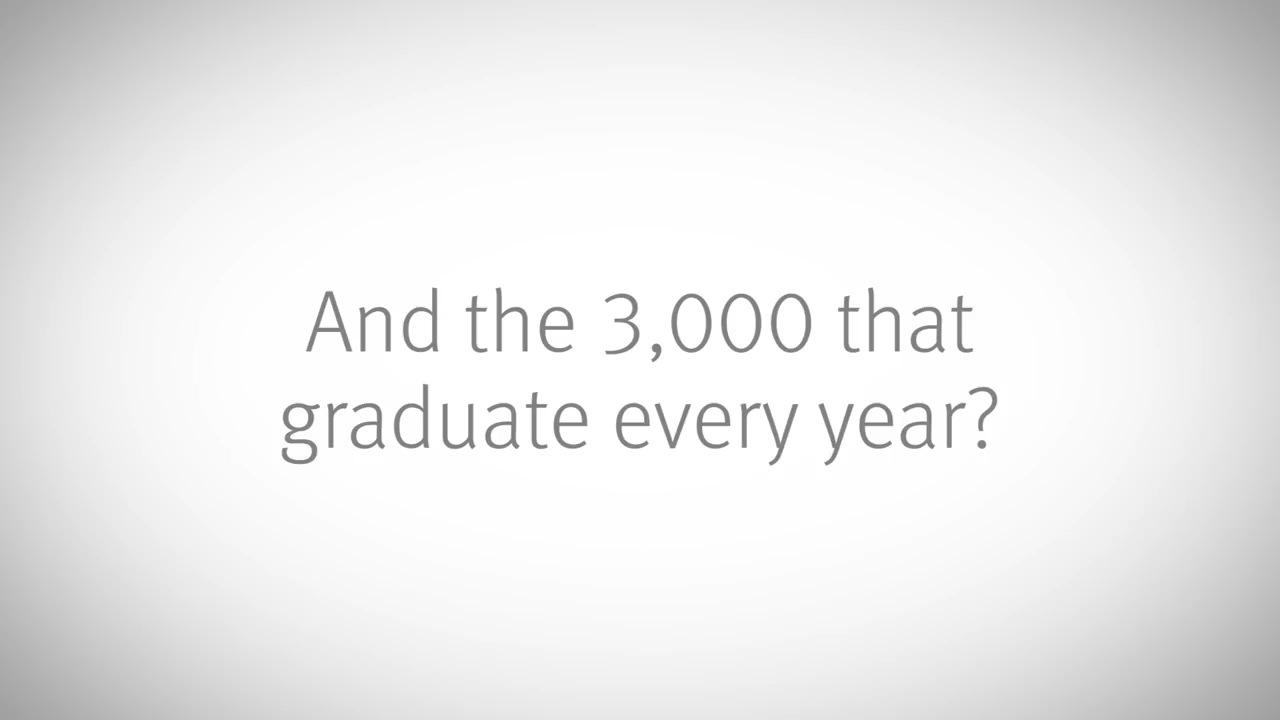 And the 3,000 that
graduate every year?